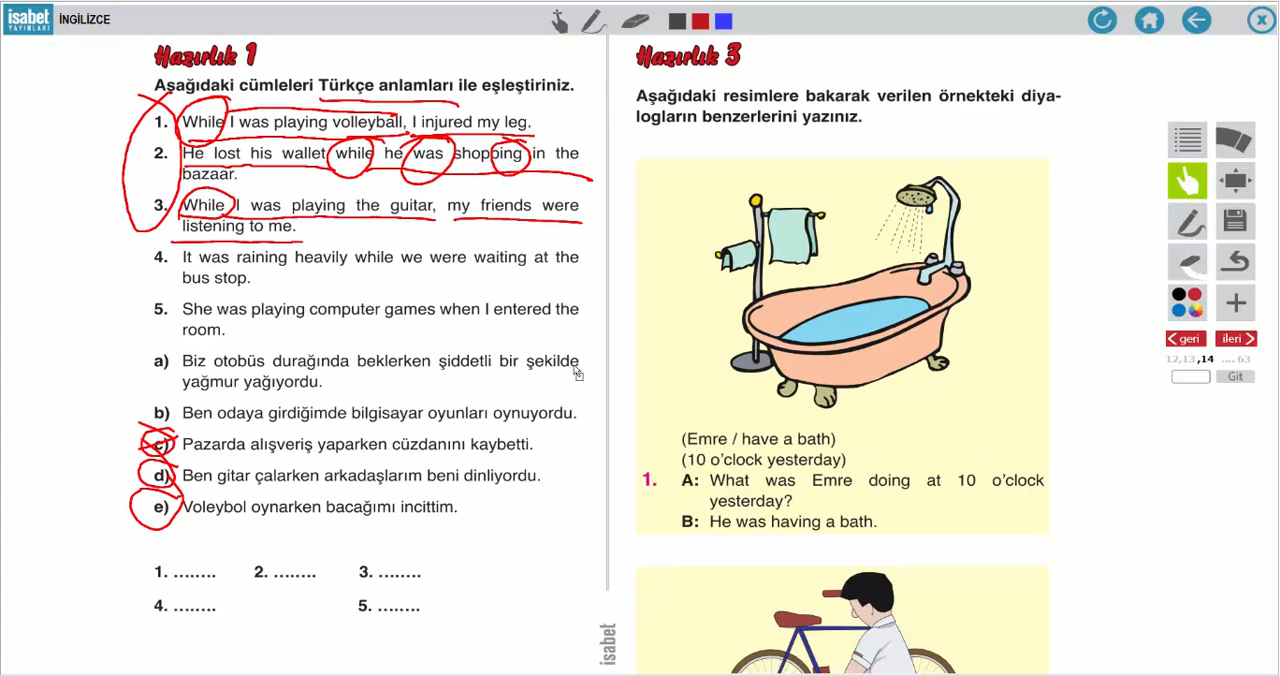 isabet
YAYINLARI
İNGİLİZCE
Hazırlık 1
Aşağıdaki cümleleri Türkçe anlamları ile eşleştiriniz.
1. While I was playing volleyball, I injured my leg.
2. He lost his wallet while he was shopping in the
bazaar.
3. While I was playing the guitar, my friends were
listening to me.
4. It was raining heavily while we were waiting at the
bus stop.
5. She was playing computer games when I entered the
room.
a) Biz otobüs durağında beklerken şiddetli bir şekilde
yağmur yağıyordu.
b) Ben odaya girdiğimde bilgisayar oyunları oynuyordu.
c) Pazarda alışveriş yaparken cüzdanını kaybetti.
d) Ben gitar çalarken arkadaşlarım beni dinliyordu.
e) Voleybol oynarken bacağımı incittim.
1. ........ 2. ........ 3. ........
4. ........ 5. ........
isabet
Hazırlık 3
Aşağıdaki resimlere bakarak verilen örnekteki diya-
logların benzerlerini yazınız.
(Emre / have a bath)
(10 o'clock yesterday)
1. A: What was Emre doing at 10 o'clock
yesterday?
B: He was having a bath.
geri ileri
12,13,14 .... 63
Git